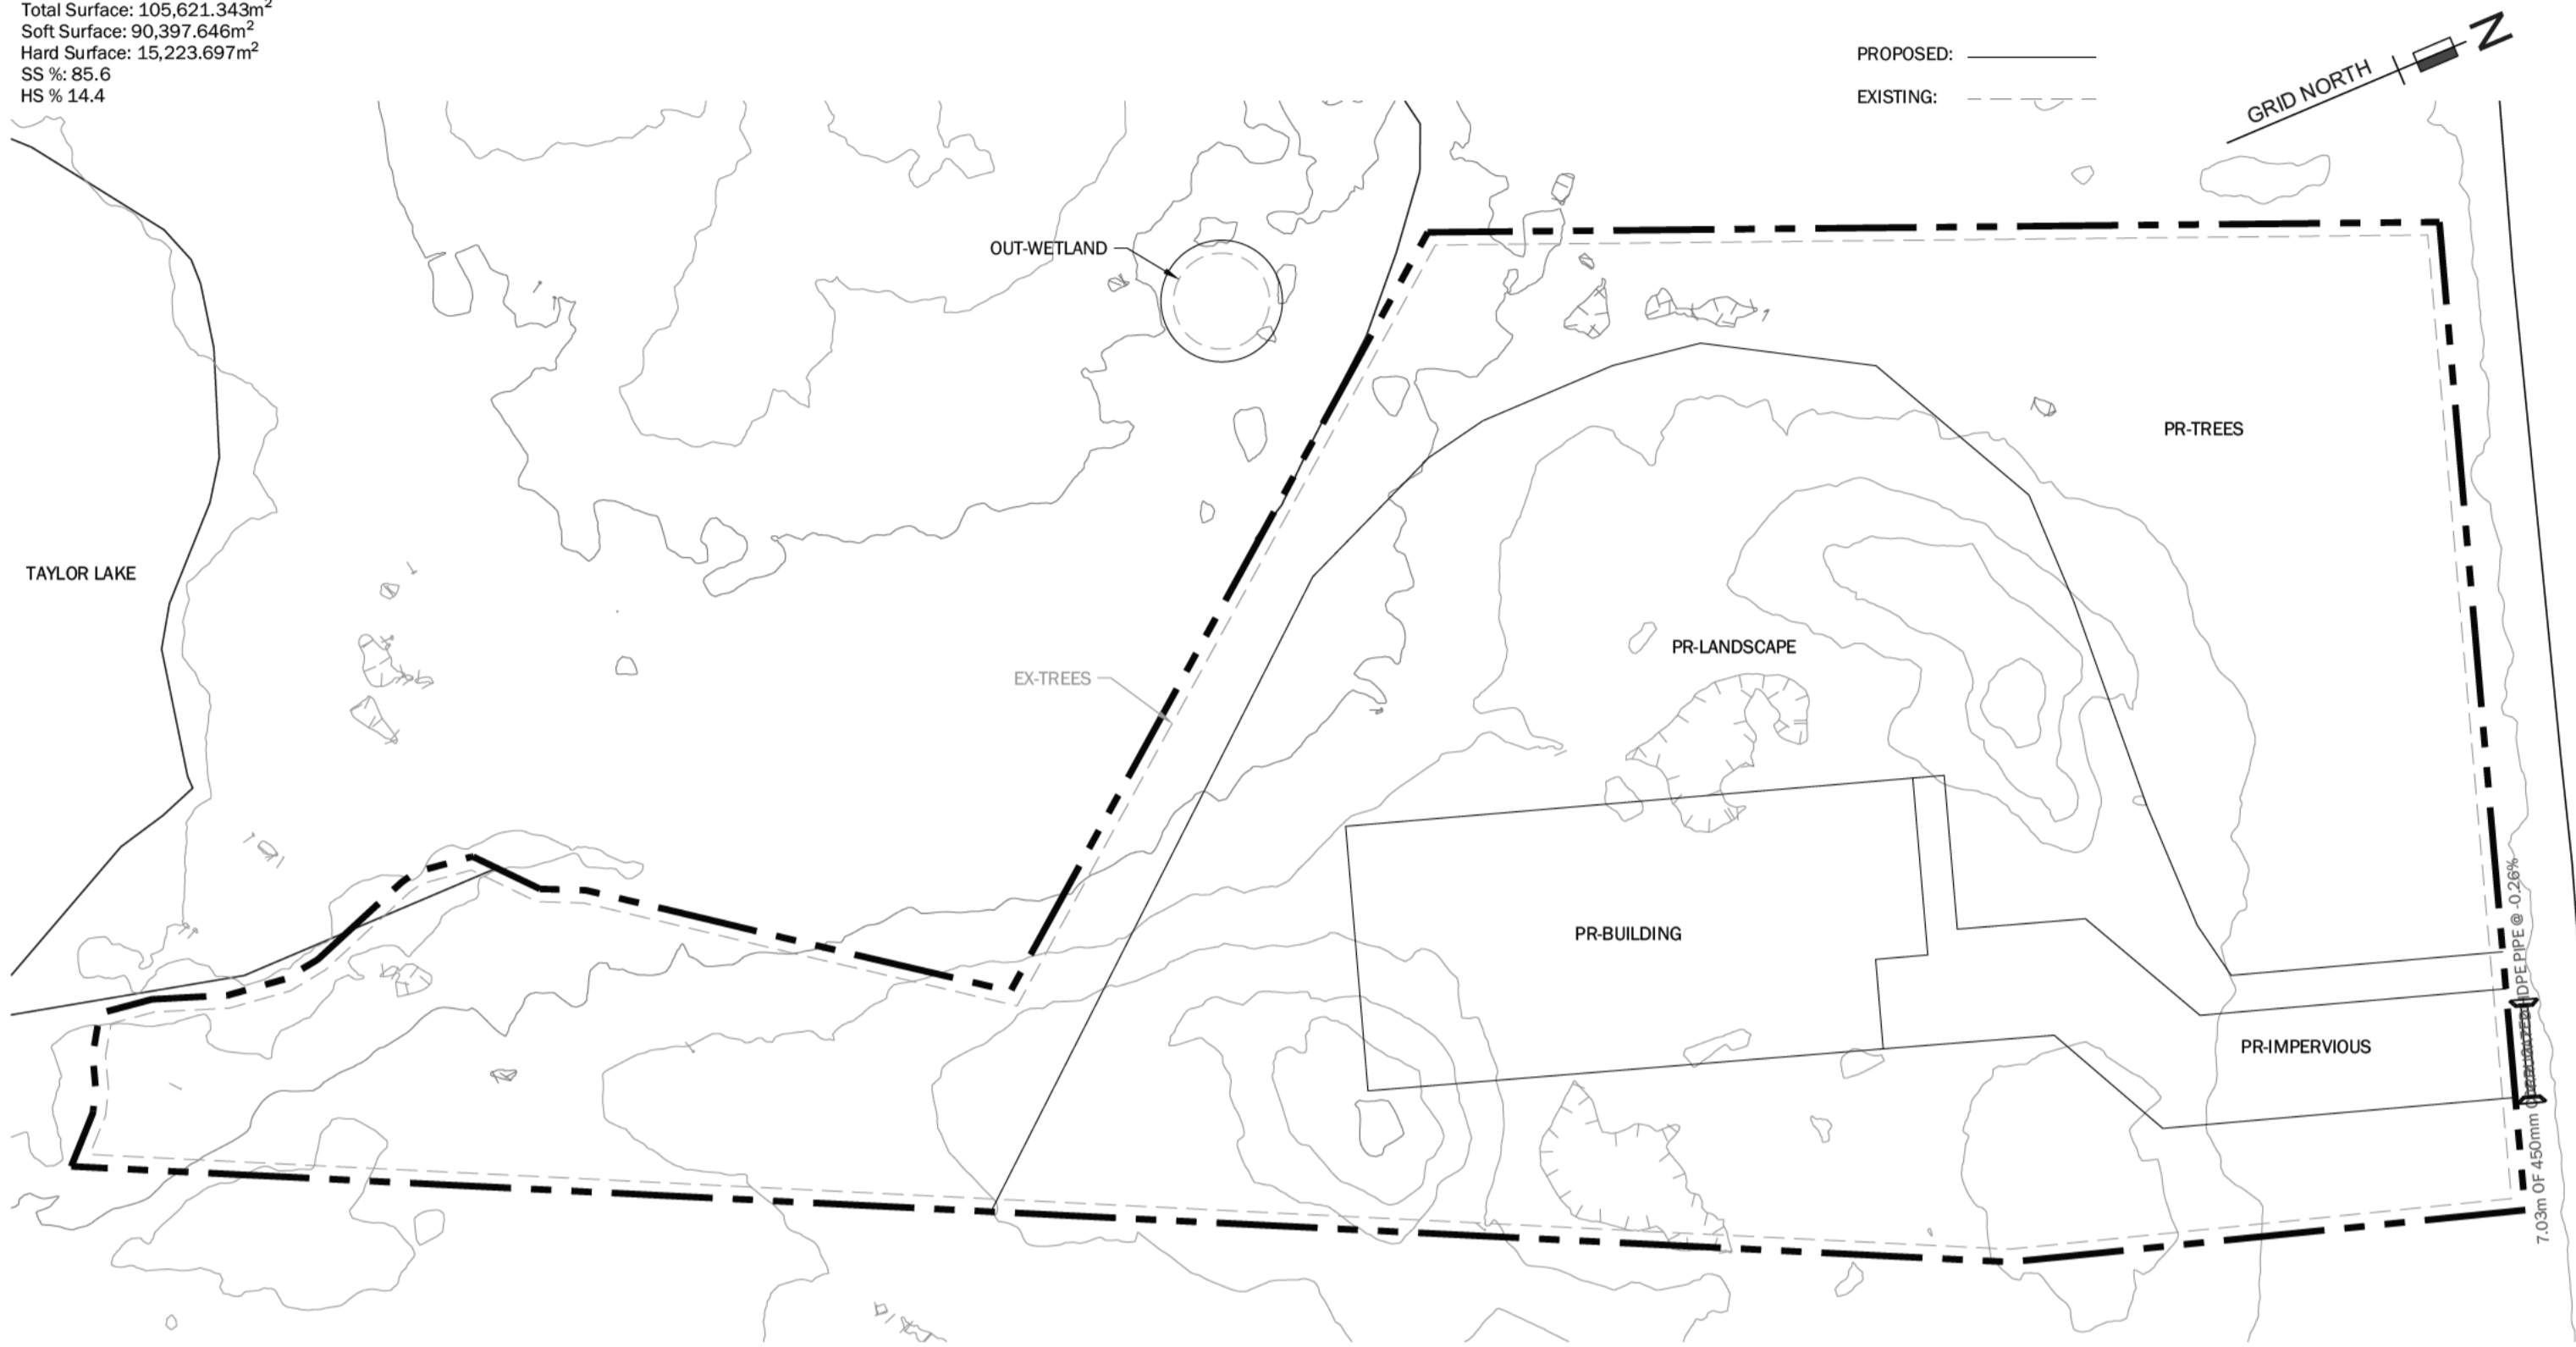 Total Surface: 105,621.343m²
Soft Surface: 90,397.646m²
Hard Surface: 15,223.697m²
SS %: 85.6
HS % 14.4
PROPOSED:
EXISTING:
GRID NORTH
N
OUT-WETLAND
PR-TREES
TAYLOR LAKE
PR-LANDSCAPE
EX-TREES
PR-BUILDING
PR-IMPERVIOUS
7.03m OF 450mm HDPE PIPE @ -0.26%